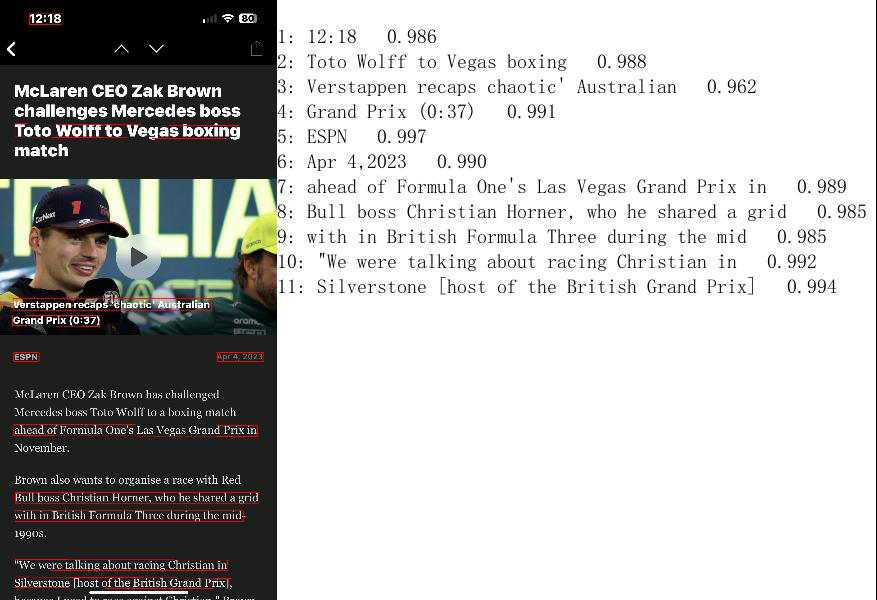 12:18
80
McLaren CEO Zak Brown
challenges Mercedes boss
Toto Wolff to Vegas boxing
match
Verstappen recaps 'chaotic' Australian
Grand Prix (0:37)
ESPN
Apr 4, 2023
McLaren CEO Zak Brown has challenged
Mercedes boss Toto Wolff to a boxing match
ahead of Formula One's Las Vegas Grand Prix in
November.
Brown also wants to organise a race with Red
Bull boss Christian Horner, who he shared a grid
with in British Formula Three during the mid-
1990s.
"We were talking about racing Christian in
Silverstone [host of the British Grand Prix],
1: 12:18 0.986
2: Toto Wolff to Vegas boxing 0.988
3: Verstappen recaps chaotic' Australian 0.962
4: Grand Prix (0:37) 0.991
5: ESPN 0.997
6: Apr 4,2023 0.990
7: ahead of Formula One's Las Vegas Grand Prix in 0.989
8: Bull boss Christian Horner, who he shared a grid 0.985
9: with in British Formula Three during the mid 0.985
10: "We were talking about racing Christian in 0.992
11: Silverstone [host of the British Grand Prix] 0.994